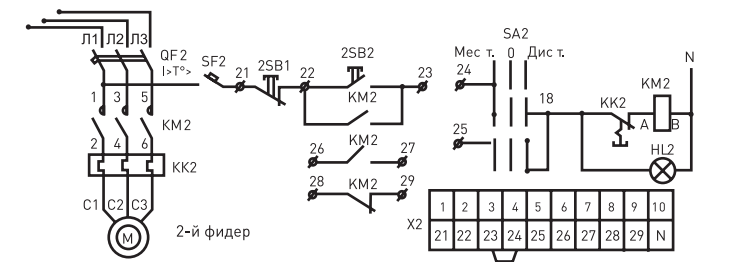 Л1 Л2 Л3
QF2
I>T°>
SF2
21
2SB1
22
2SB2
23
KM2
SA2
Мес т. 0 Дис т.
24
25
18
KK2
KM2
A B
N
HL2
1 3 5
KM2
2 4 6
KK2
C1 C2 C3
M
2-й фидер
26 KM2 27
28 KM2 29
X2
1 2 3 4 5 6 7 8 9 10
21 22 23 24 25 26 27 28 29 N